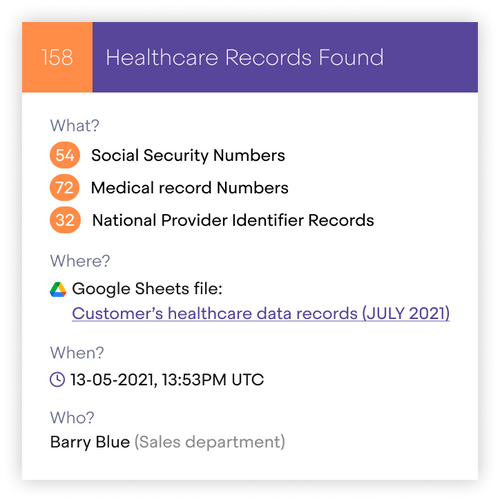 158 Healthcare Records Found
What?
54 Social Security Numbers
72 Medical record Numbers
32 National Provider Identifier Records
Where?
Google Sheets file:
Customer’s healthcare data records (JULY 2021)
When?
13-05-2021, 13:53PM UTC
Who?
Barry Blue (Sales department)